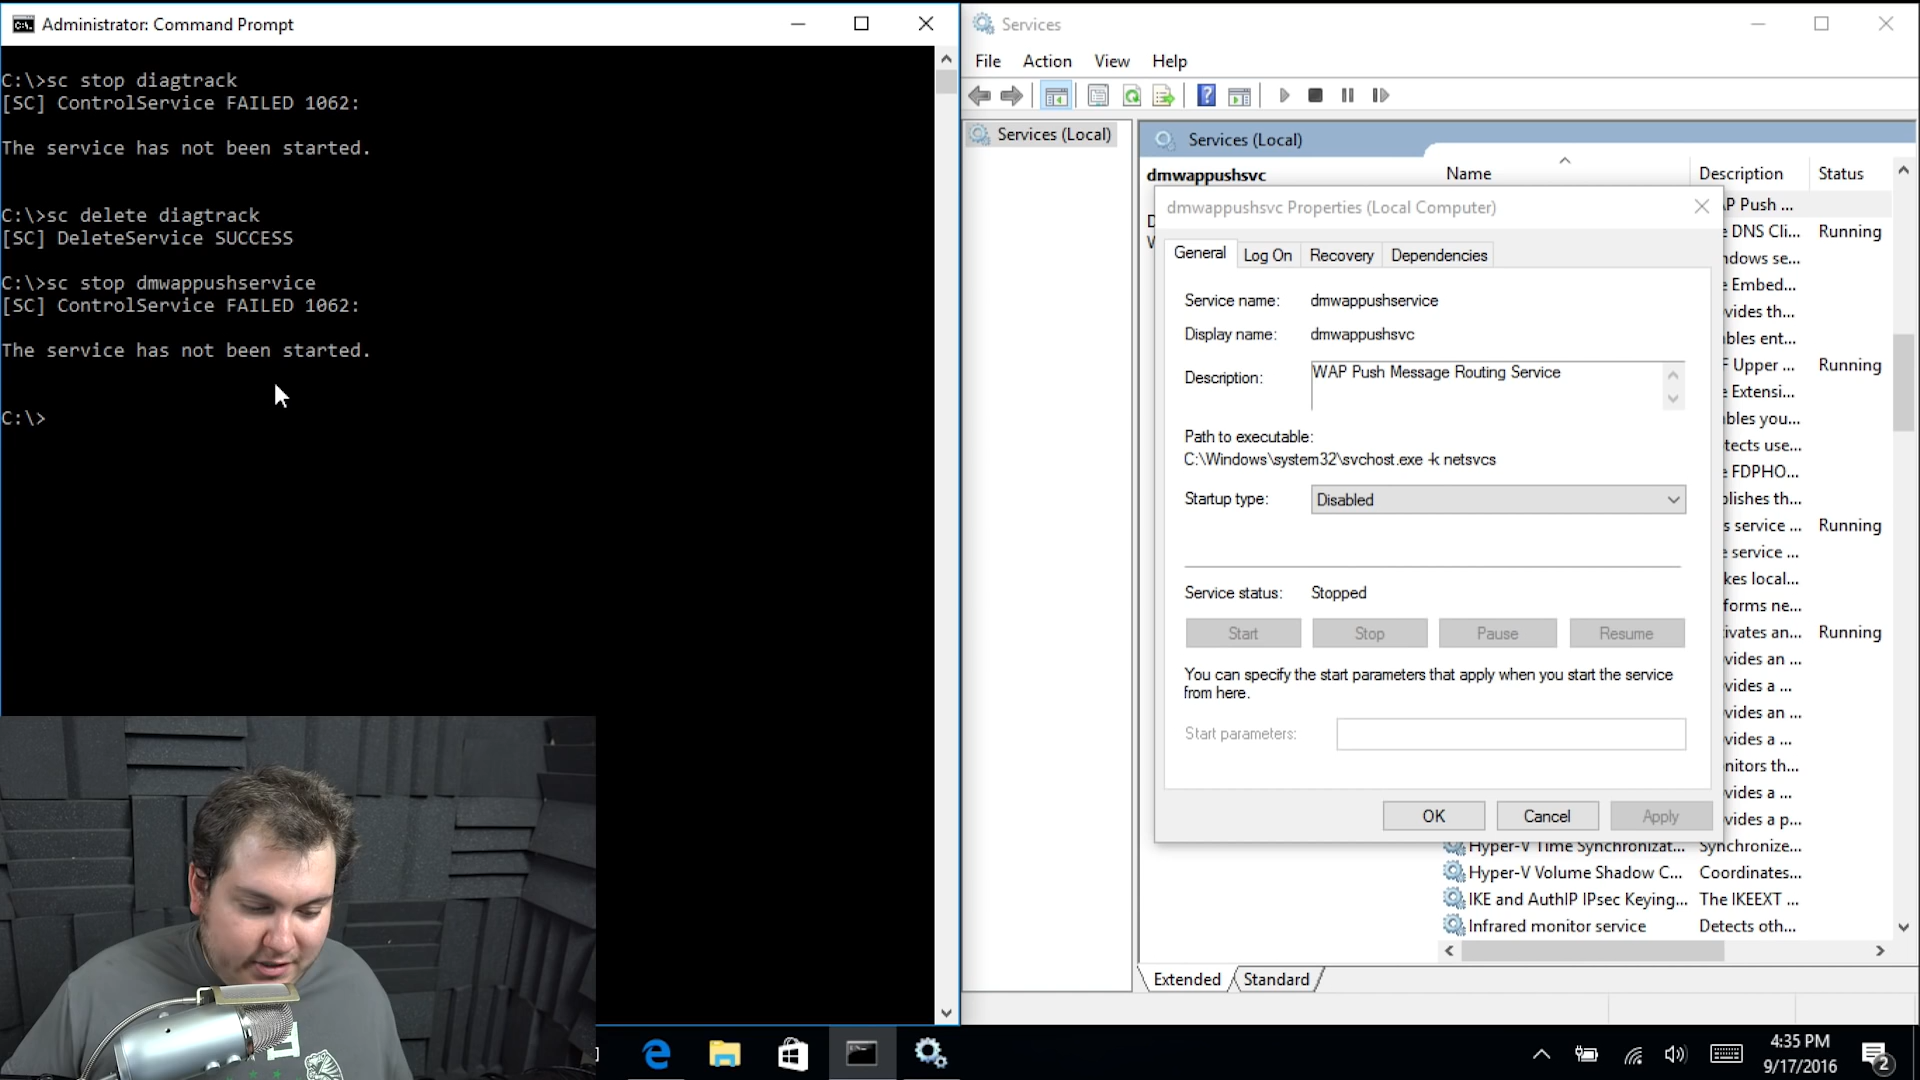 Administrator: Command Prompt
C:\>sc stop diagtrack
[SC] ControlService FAILED 1062:
The service has not been started.
C:\>sc delete diagtrack
[SC] DeleteService SUCCESS
C:\>sc stop dmwappushservice
[SC] ControlService FAILED 1062:
The service has not been started.
C:\>
Services
File Action View Help
Services (Local)
Services (Local)
dmwappushsvc
Name Description Status
dmwappushsvc Properties (Local Computer)
General Log On Recovery Dependencies
Service name: dmwappushservice
Display name: dmwappushsvc
Description: WAP Push Message Routing Service
Path to executable:
C:\Windows\system32\svchost.exe -k netsvcs
Startup type: Disabled
Service status: Stopped
Start Stop Pause Resume
You can specify the start parameters that apply when you start the service
from here.
Start parameters:
OK Cancel Apply
P Push ...
e DNS Cli... Running
ndows se...
e Embed...
vides th...
bles ent...
F Upper ... Running
e Extensi...
bles you...
tects use...
e FDPHO...
blishes th...
s service ... Running
e service ...
kes local...
forms ne...
ivates an... Running
vides an ...
vides a ...
vides an ...
vides a ...
nitors th...
vides a ...
vides a p...
Hyper-V Time Synchronizat... Synchronize...
Hyper-V Volume Shadow C... Coordinates...
IKE and AuthIP IPsec Keying... The IKEEXT ...
Infrared monitor service Detects oth...
Extended Standard
4:35 PM
9/17/2016
2